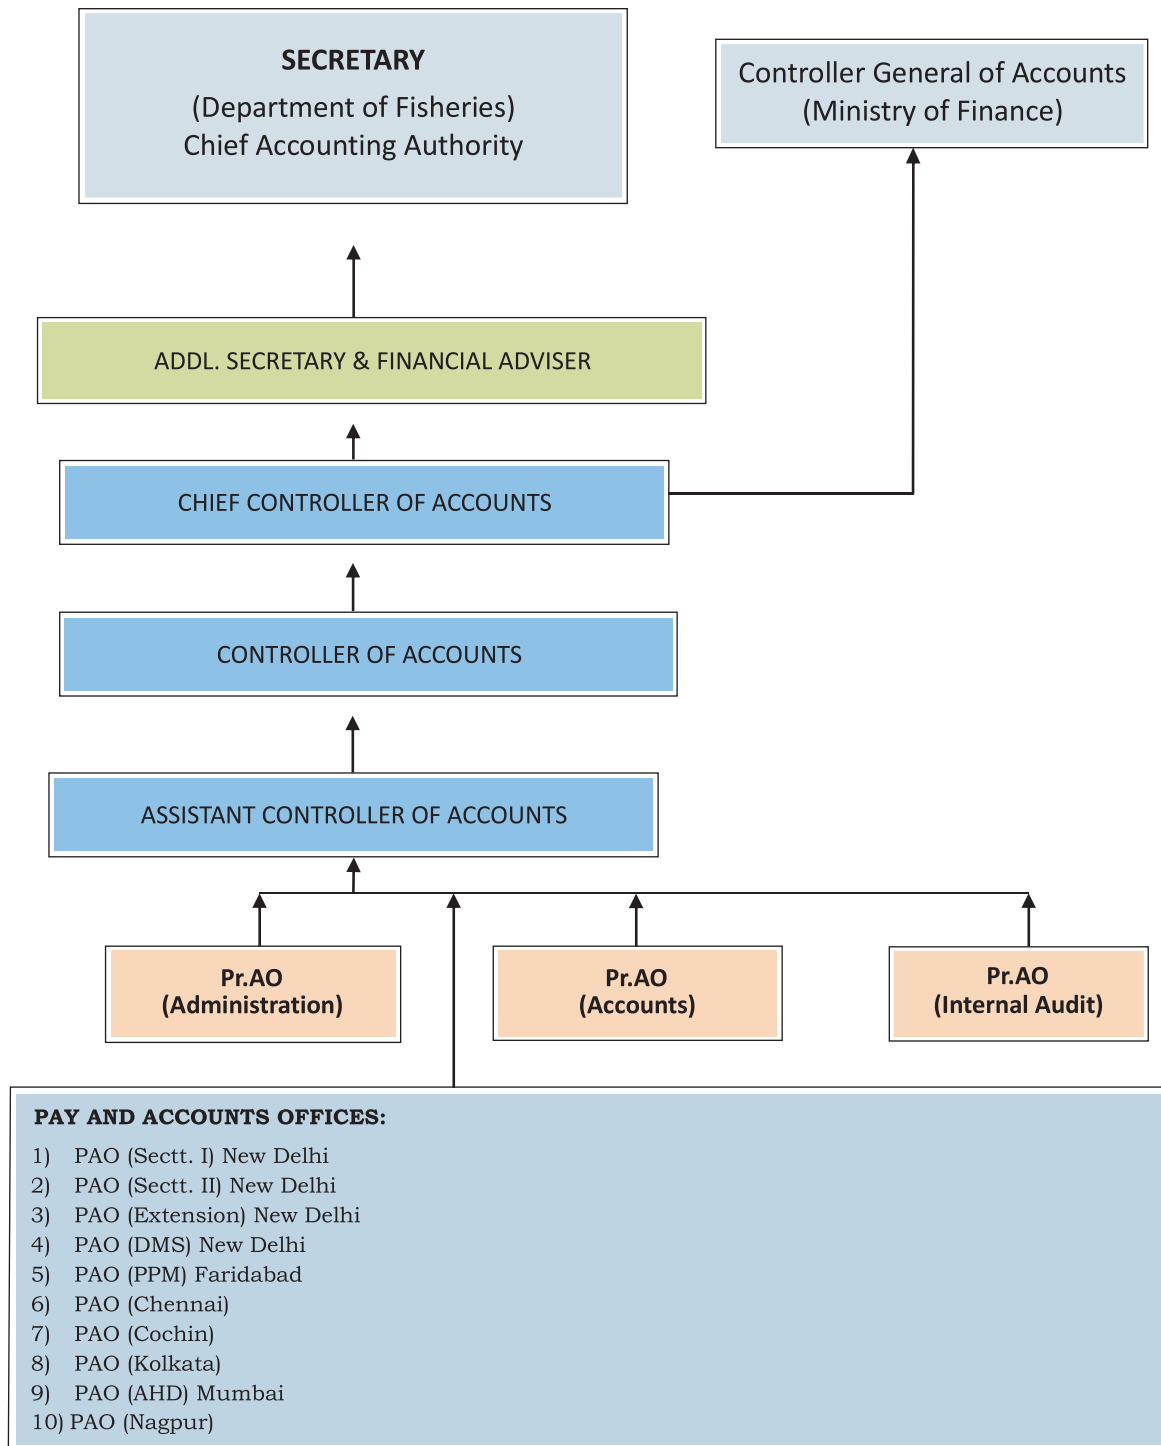 SECRETARY
(Department of Fisheries)
Chief Accounting Authority
Controller General of Accounts
(Ministry of Finance)
ADDL. SECRETARY & FINANCIAL ADVISER
CHIEF CONTROLLER OF ACCOUNTS
CONTROLLER OF ACCOUNTS
ASSISTANT CONTROLLER OF ACCOUNTS
Pr.AO
(Administration)
Pr.AO
(Accounts)
Pr.AO
(Internal Audit)
PAY AND ACCOUNTS OFFICES:
1) PAO (Sectt. I) New Delhi
2) PAO (Sectt. II) New Delhi
3) PAO (Extension) New Delhi
4) PAO (DMS) New Delhi
5) PAO (PPM) Faridabad
6) PAO (Chennai)
7) PAO (Cochin)
8) PAO (Kolkata)
9) PAO (AHD) Mumbai
10) PAO (Nagpur)